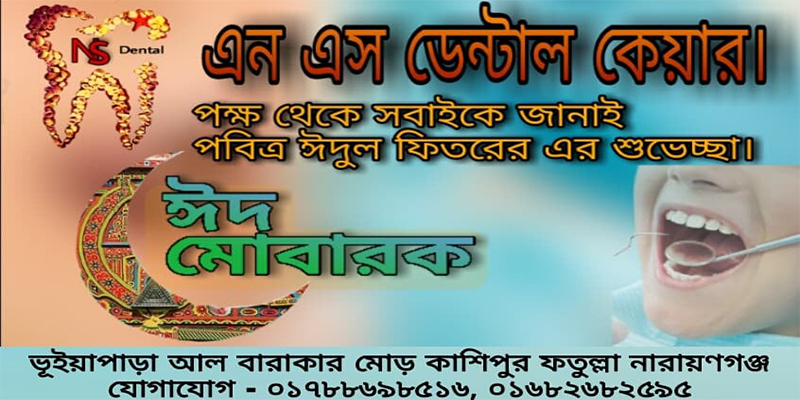 NS Dental
এন এস ডেন্টাল কেয়ার।
পক্ষ থেকে সবাইকে জানাই
পবিত্র ঈদুল ফিতরের এর শুভেচ্ছা।
ঈদ
মোবারক
ভূইয়াপাড়া আল বারাকার মোড় কাশিপুর ফতুল্লা নারায়ণগঞ্জ
যোগাযোগ - ০১৭৮৮৬৯৮৫১৬, ০১৬৮২৬৮২৫৯৫